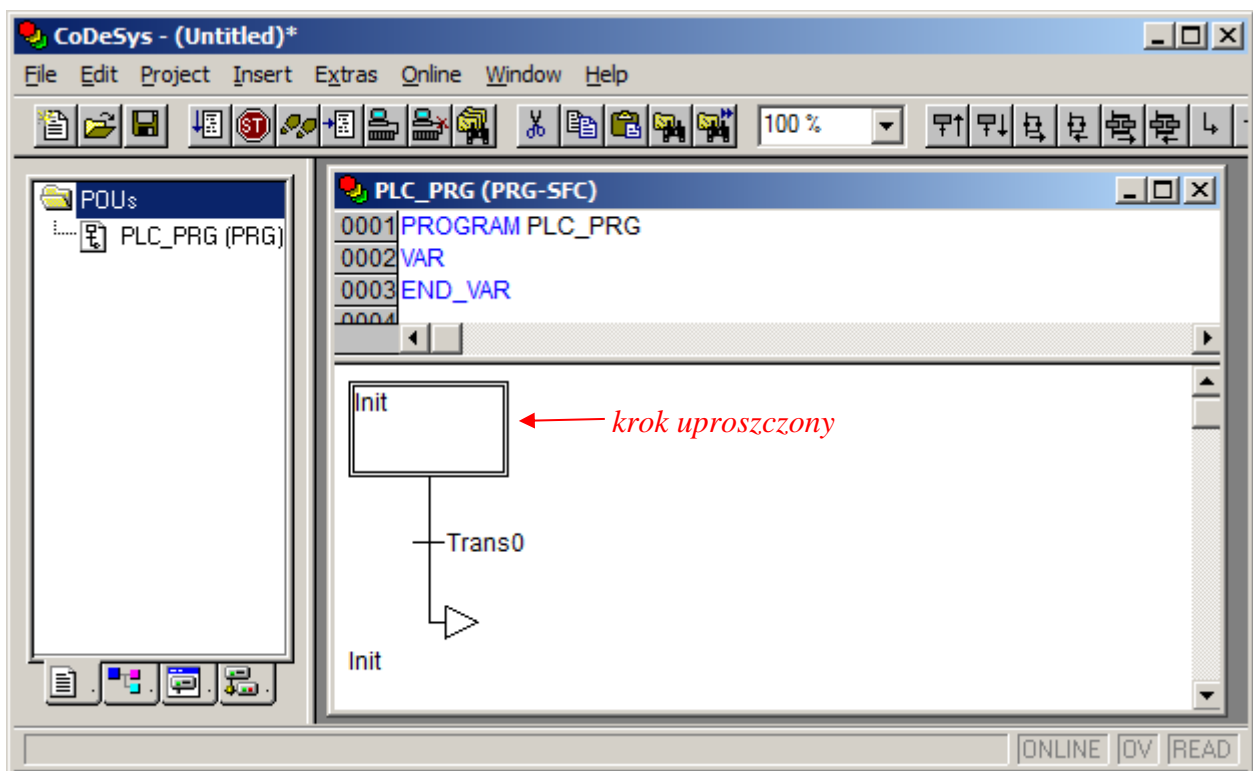 CoDeSys - (Untitled)*
File Edit Project Insert Extras Online Window Help
100 %
POUs
PLC_PRG (PRG)
PLC_PRG (PRG-SFC)
0001 PROGRAM PLC_PRG
0002 VAR
0003 END_VAR
0004
Init
krok uproszczony
Trans0
Init
ONLINE OV READ